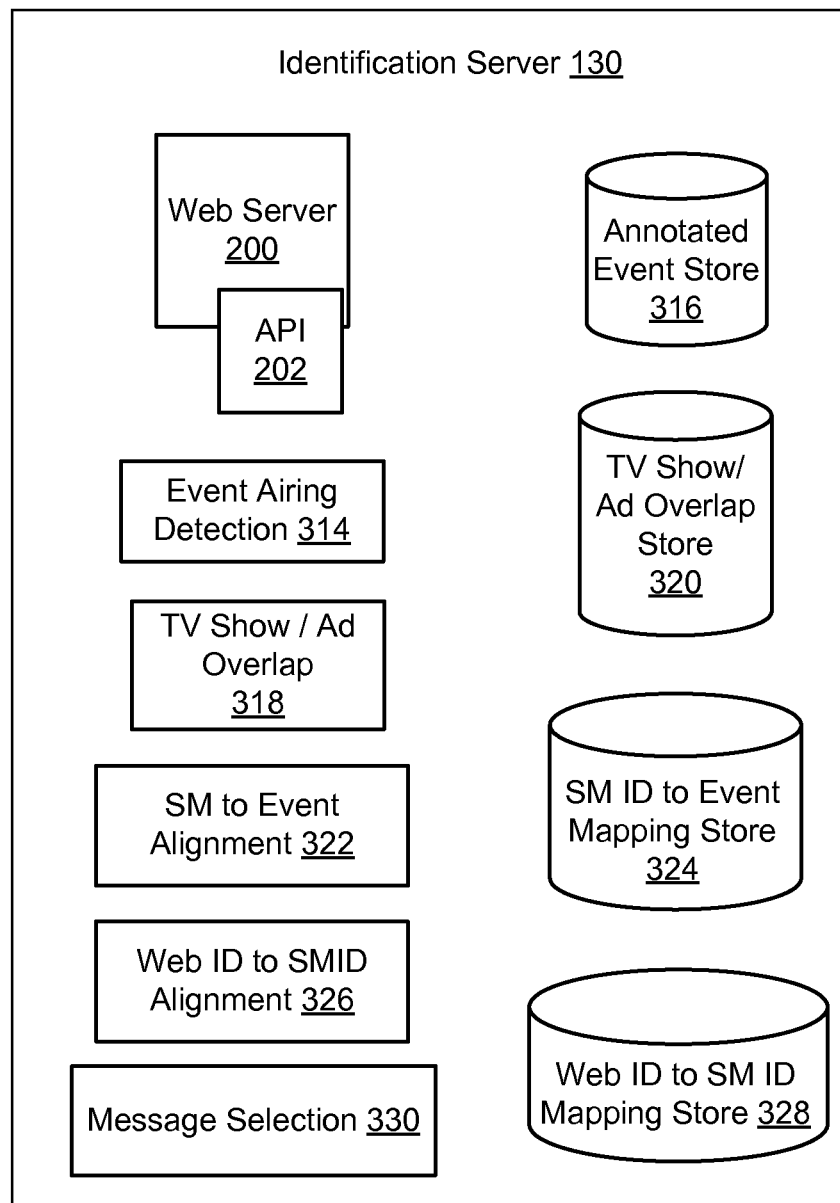 Identification Server 130
Web Server
200
API
202
Event Airing
Detection 314
TV Show / Ad
Overlap
318
SM to Event
Alignment 322
Web ID to SMID
Alignment 326
Message Selection 330
Annotated
Event Store
316
TV Show/
Ad Overlap
Store
320
SM ID to Event
Mapping Store
324
Web ID to SM ID
Mapping Store 328